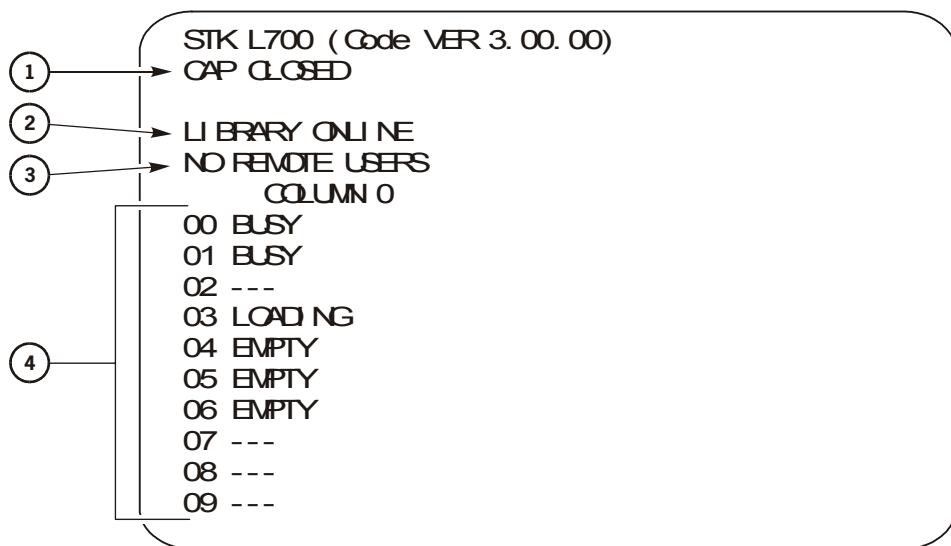 STK L700 (Code VER 3.00.00)
1 CAP CLOSED
2 LIBRARY ONLINE
3 NO REMOTE USERS
COLUMN 0
00 BUSY
01 BUSY
02 ---
03 LOADING
04 EMPTY
4
05 EMPTY
06 EMPTY
07 ---
08 ---
09 ---